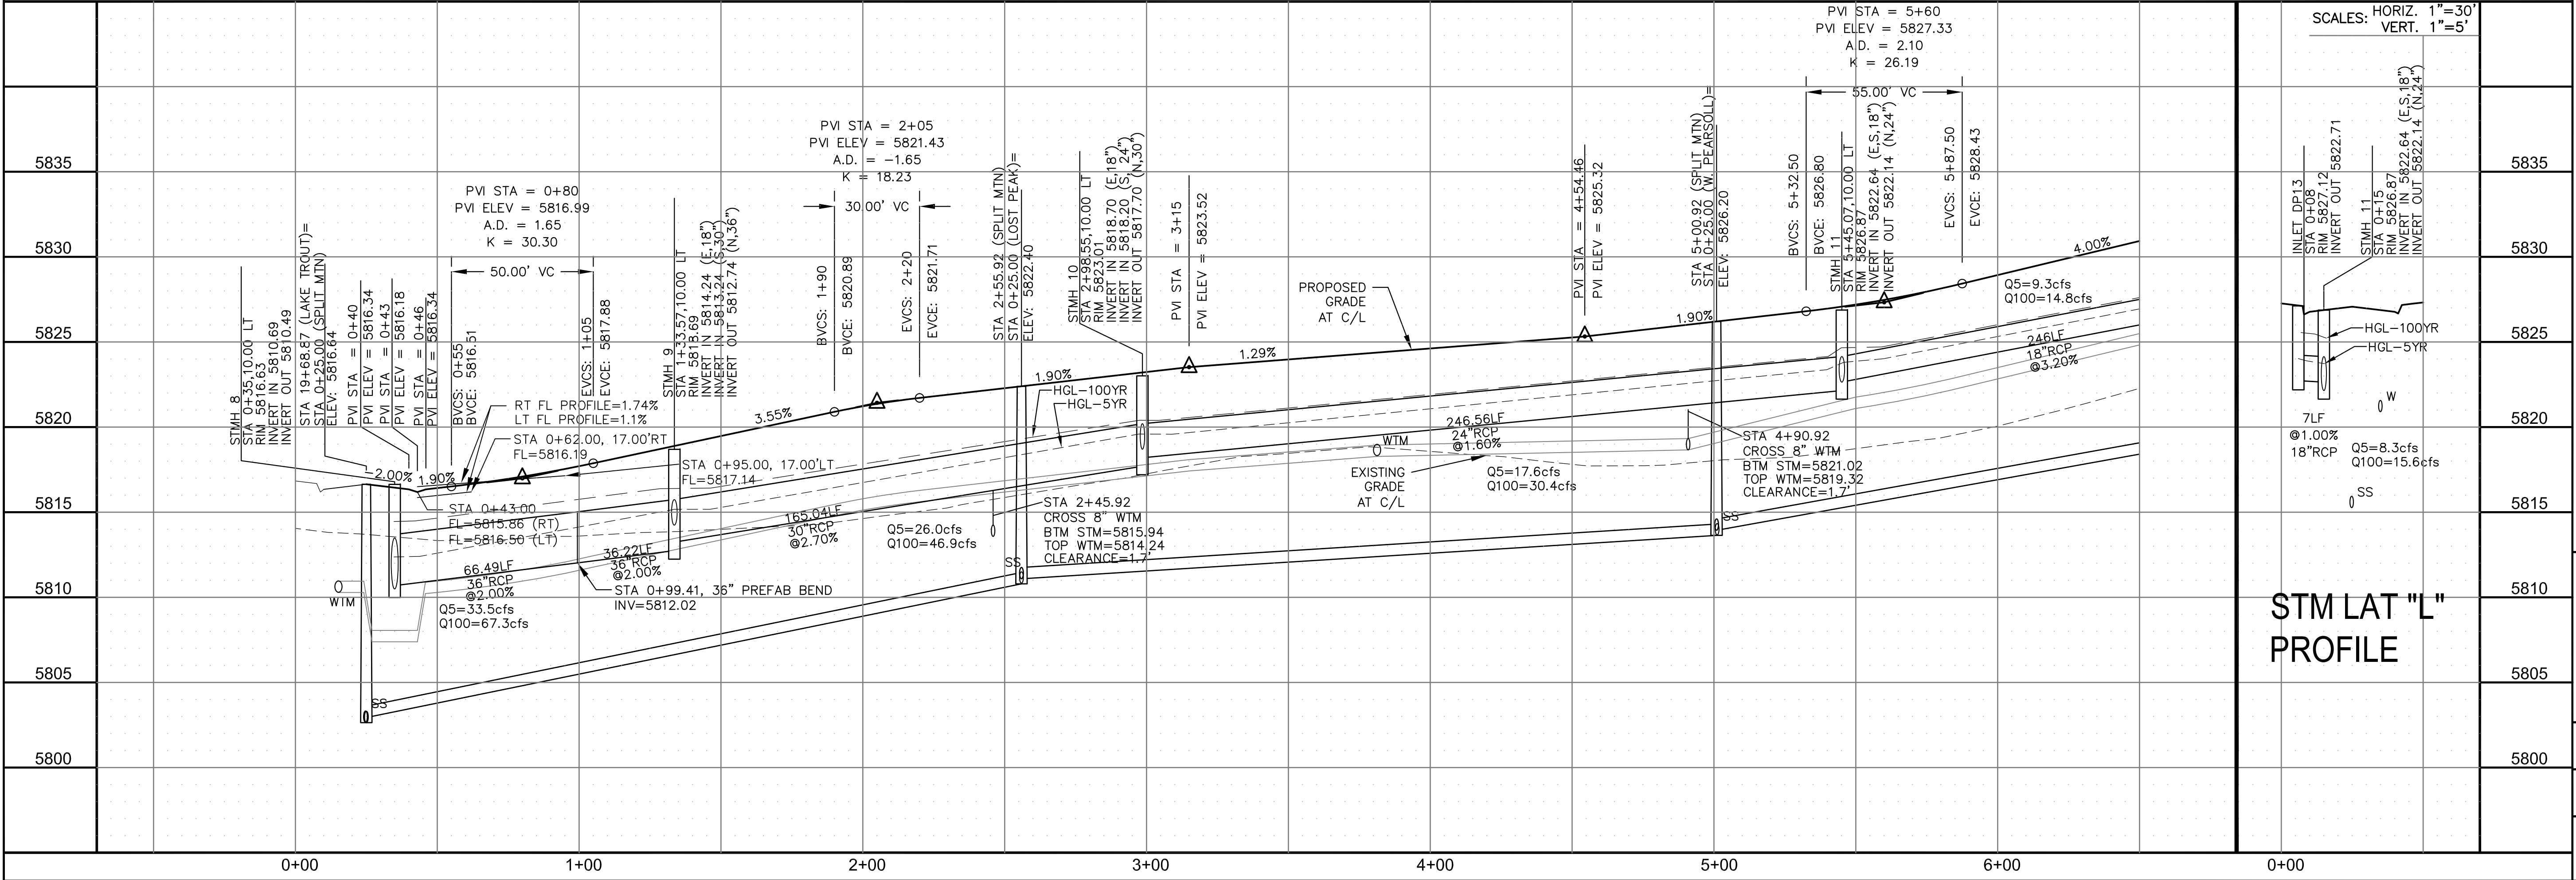 SCALES: HORIZ. 1"=30'
VERT. 1"=5'
5835
5830
5825
5820
5815
5810
5805
5800
STMH 8
STA 0+35,10.00 LT
RIM 5816.63
INVERT IN 5810.69
INVERT OUT 5810.49
STA 19+68.87 (LAKE TROUT)=
STA 0+25.00 (SPLIT MTN)
ELEV: 5816.64
PVI STA = 0+40
PVI ELEV = 5816.34
PVI STA = 0+43
PVI ELEV = 5816.18
PVI STA = 0+46
PVI ELEV = 5816.34
BVCS: 0+55
BVCE: 5816.51
PVI STA = 0+80
PVI ELEV = 5816.99
A.D. = 1.65
K = 30.30
50.00' VC
EVCS: 1+05
EVCE: 5817.88
RT FL PROFILE=1.74%
LT FL PROFILE=1.1%
STA 0+62.00, 17.00'RT
FL=5816.19
STA 0+95.00, 17.00'LT
FL=5817.14
-2.00%
1.90%
STA 0+43.00
FL=5815.86 (RT)
FL=5816.50 (LT)
66.49LF
36"RCP
@2.00%
Q5=33.5cfs
Q100=67.3cfs
36.22LF
36"RCP
@2.00%
STA 0+99.41, 36" PREFAB BEND
INV=5812.02
SS
STMH 9
STA 1+33.57,10.00 LT
RIM 5818.69
INVERT IN 5814.24 (E,18")
INVERT IN 5813.24 (S,30")
INVERT OUT 5812.74 (N,36")
3.55%
PVI STA = 2+05
PVI ELEV = 5821.43
A.D. = -1.65
K = 18.23
30.00' VC
BVCS: 1+90
BVCE: 5820.89
EVCS: 2+20
EVCE: 5821.71
165.04LF
30"RCP
@2.70%
Q5=26.0cfs
Q100=46.9cfs
STA 2+55.92 (SPLIT MTN)
STA 0+25.00 (LOST PEAK)=
ELEV: 5822.40
1.90%
HGL-100YR
HGL-5YR
STMH 10
STA 2+98.55,10.00 LT
RIM 5823.01
INVERT IN 5818.70 (E,18")
INVERT IN 5818.20 (S, 24")
INVERT OUT 5817.70 (N,30")
STA 2+45.92
CROSS 8" WTM
BTM STM=5815.94
TOP WTM=5814.24
CLEARANCE=1.7'
SS
PVI STA = 3+15
PVI ELEV = 5823.52
1.29%
PROPOSED
GRADE
AT C/L
WTM
EXISTING
GRADE
AT C/L
246.56LF
24"RCP
@1.60%
Q5=17.6cfs
Q100=30.4cfs
PVI STA = 4+54.46
PVI ELEV = 5825.32
1.90%
STA 5+00.92 (SPLIT MTN)
STA 0+25.00 (W. PEARSOLL)=
ELEV: 5826.20
STA 4+90.92
CROSS 8" WTM
BTM STM=5821.02
TOP WTM=5819.32
CLEARANCE=1.7'
SS
PVI STA = 5+60
PVI ELEV = 5827.33
A.D. = 2.10
K = 26.19
55.00' VC
BVCS: 5+32.50
BVCE: 5826.80
STMH 11
STA 5+45.07,10.00 LT
RIM 5826.87
INVERT IN 5822.64 (E,S,18")
INVERT OUT 5822.14 (N,24")
EVCS: 5+87.50
EVCE: 5828.43
4.00%
Q5=9.3cfs
Q100=14.8cfs
246LF
18"RCP
@3.20%
INLET DP13
STA 0+08
RIM 5827.12
INVERT OUT 5822.71
STMH 11
STA 0+15
RIM 5826.87
INVERT IN 5822.64 (E,S,18")
INVERT OUT 5822.14 (N,24")
HGL-100YR
HGL-5YR
W
7LF
@1.00%
18"RCP
Q5=8.3cfs
Q100=15.6cfs
SS
STM LAT "L"
PROFILE
5835
5830
5825
5820
5815
5810
5805
5800
0+00
1+00
2+00
3+00
4+00
5+00
6+00
0+00